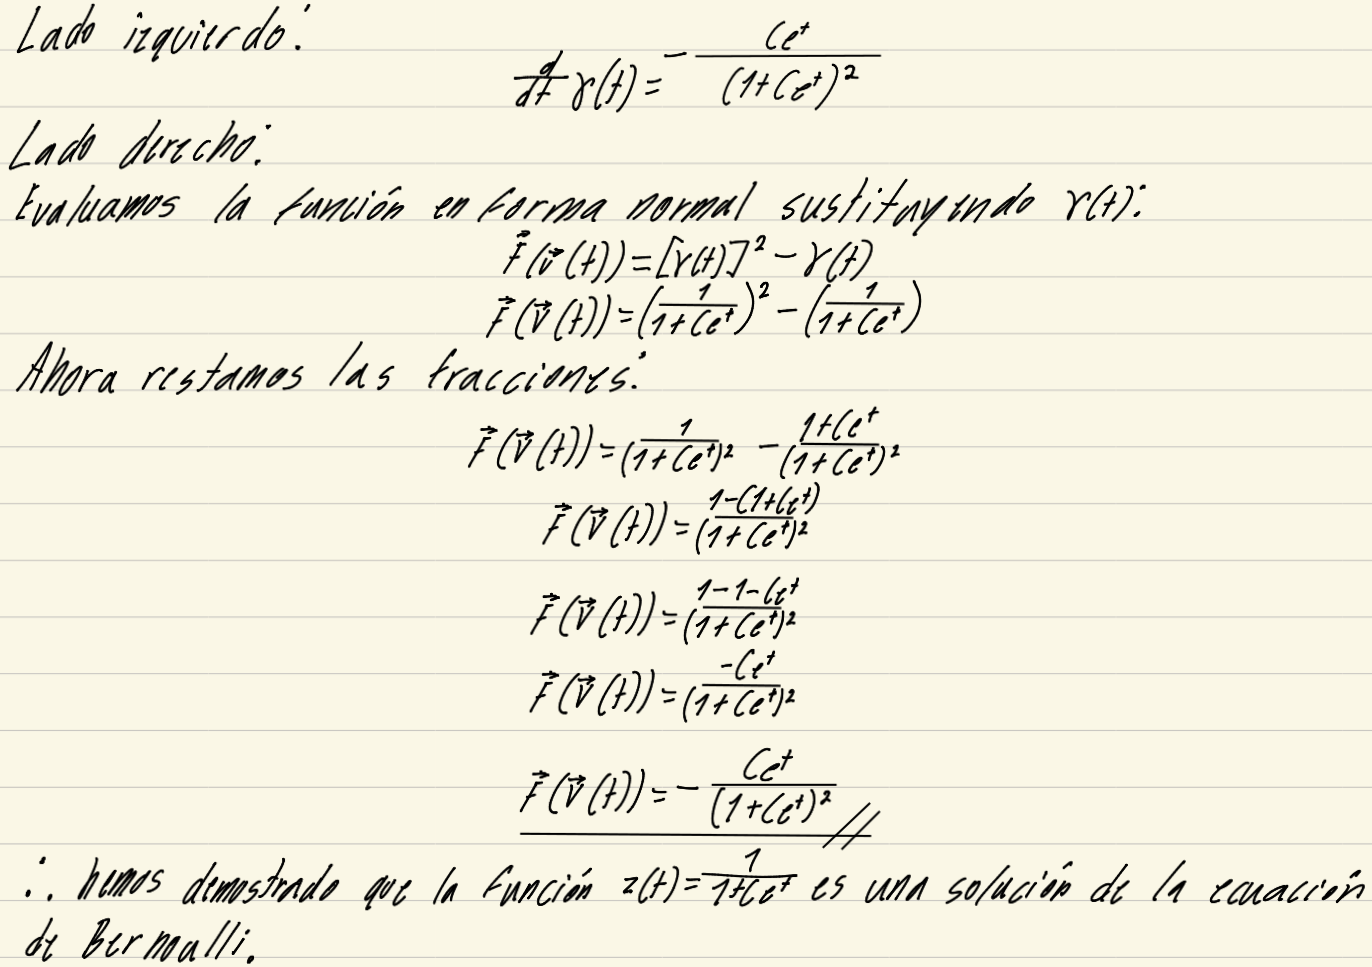 Lado izquierdo:
d/dt γ(t) = - Ce^t/(1+Ce^t)^2
Lado derecho:
Evaluamos la función en forma normal sustituyendo γ(t):
F⃗(v⃗(t)) = [γ(t)]^2 - γ(t)
F⃗(v⃗(t)) = (1/(1+Ce^t))^2 - (1/(1+Ce^t))
Ahora restamos las fracciones:
F⃗(v⃗(t)) = 1/(1+Ce^t)^2 - (1+Ce^t)/(1+Ce^t)^2
F⃗(v⃗(t)) = (1-(1+Ce^t))/(1+Ce^t)^2
F⃗(v⃗(t)) = (1-1-Ce^t)/(1+Ce^t)^2
F⃗(v⃗(t)) = -Ce^t/(1+Ce^t)^2
F⃗(v⃗(t)) = - Ce^t/(1+Ce^t)^2 //
∴ hemos demostrado que la función z(t) = 1/(1+Ce^t) es una solución de la ecuación
de Bernoulli.